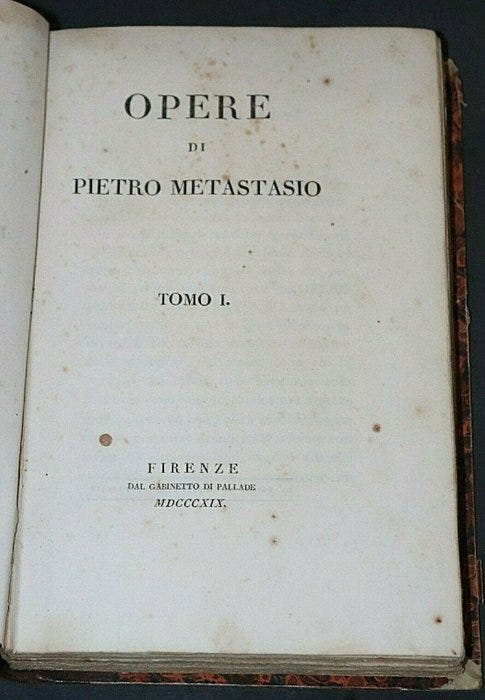 OPERE
DI
PIETRO METASTASIO
TOMO I.
FIRENZE
DAL GABINETTO DI PALLADE
MDCCCXIX.